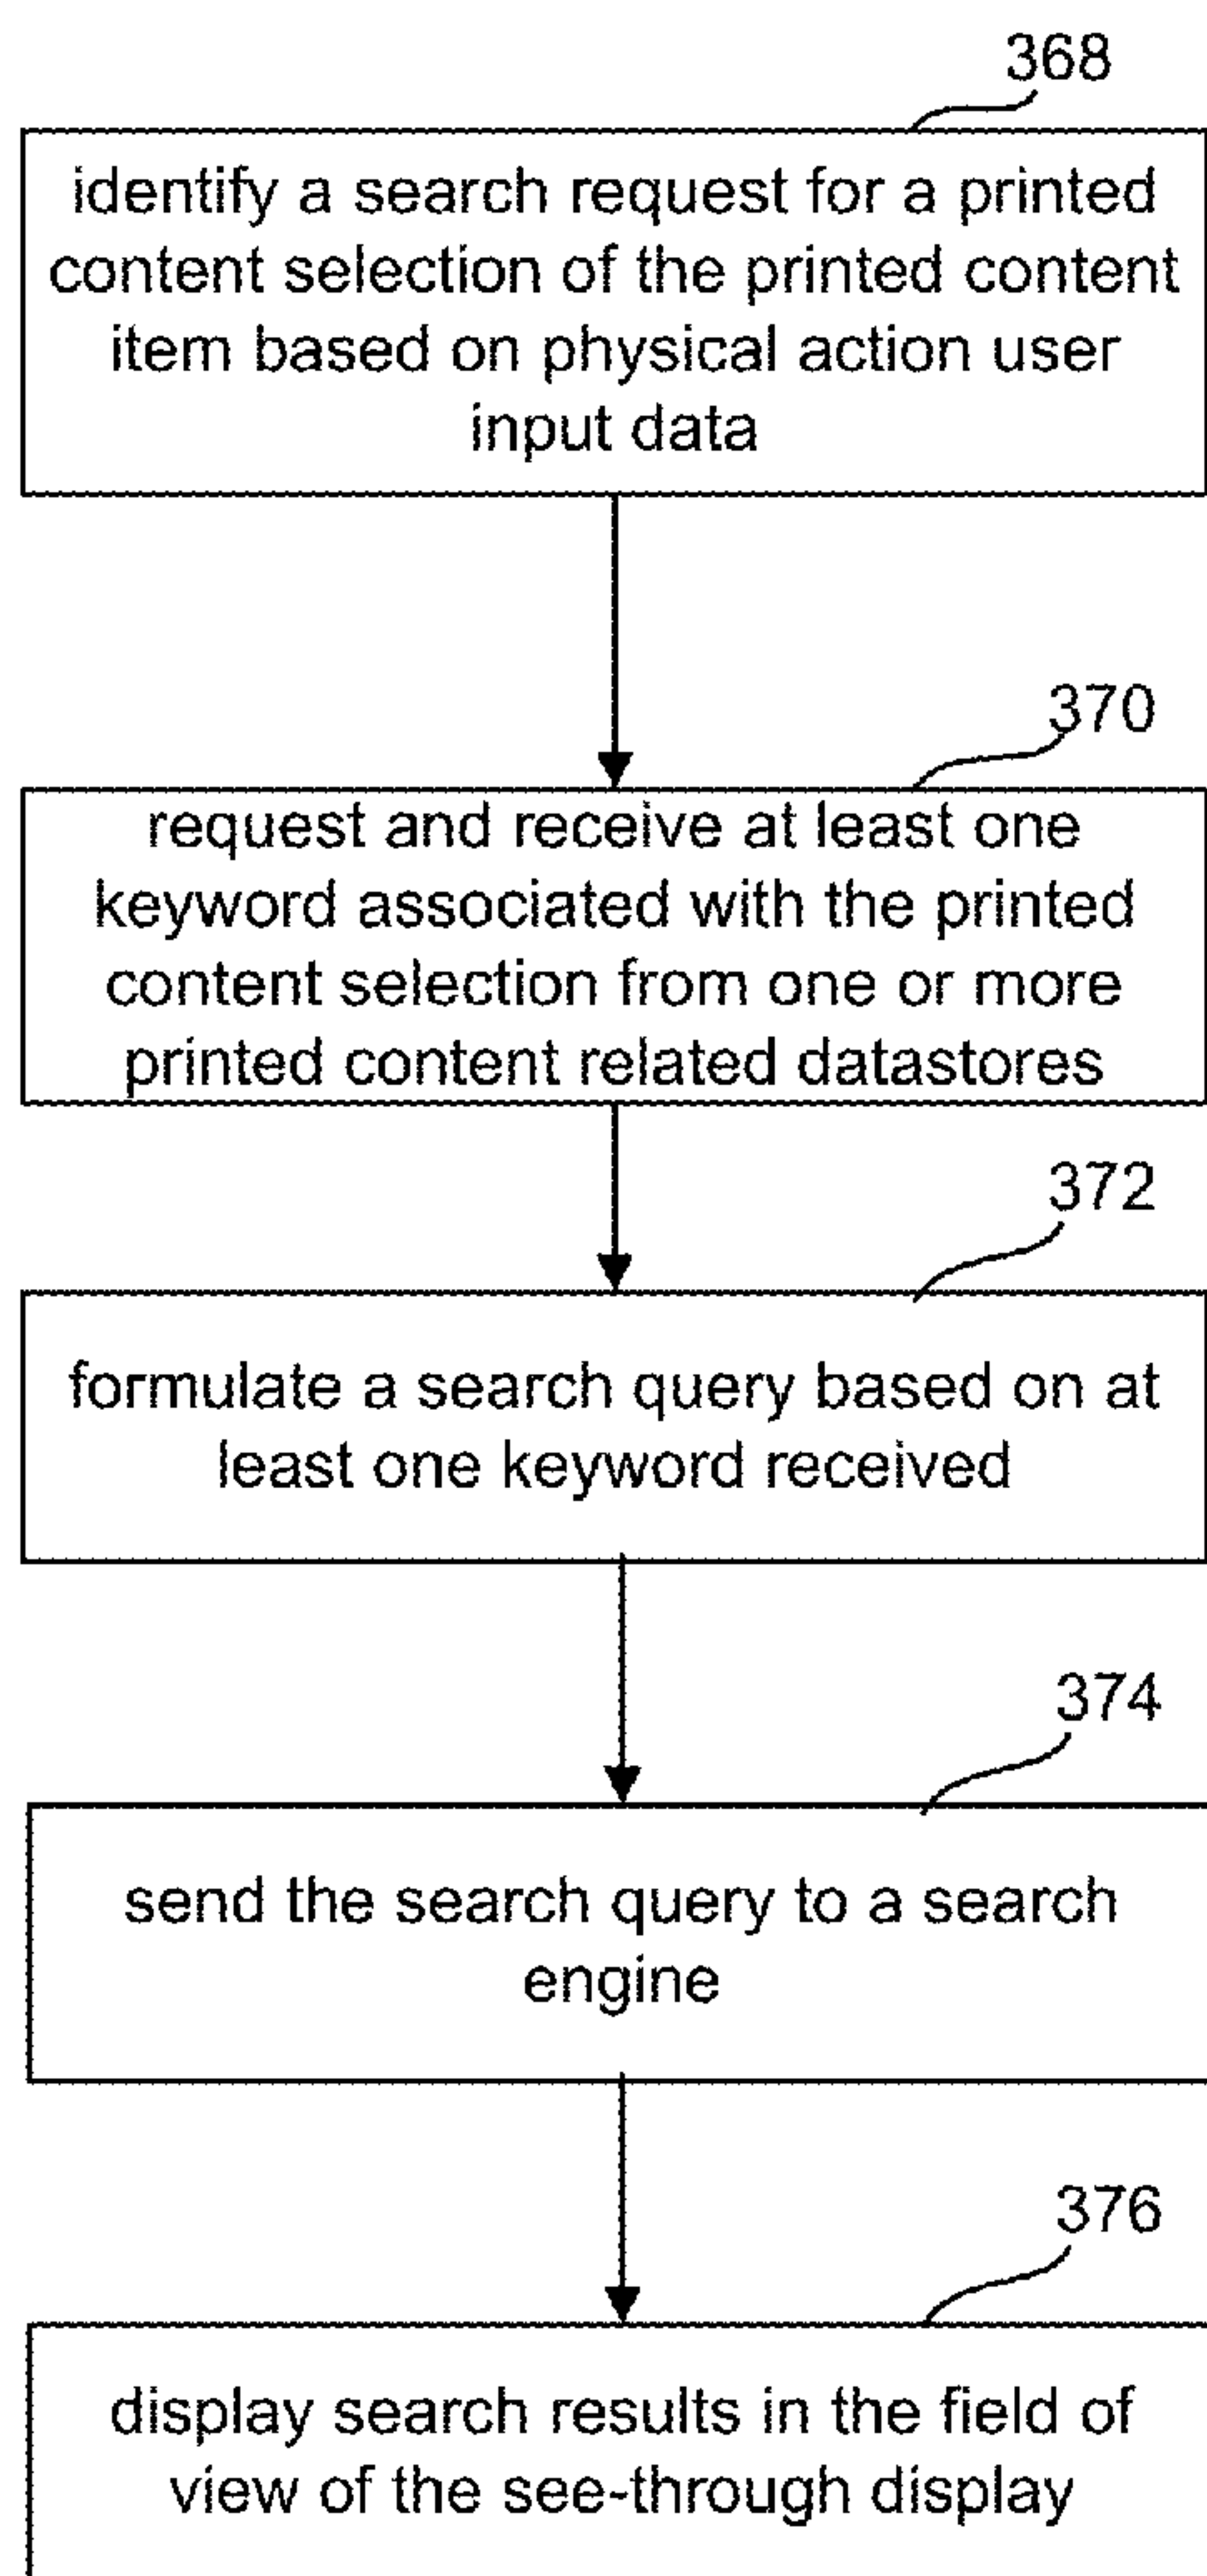 368
identify a search request for a printed
content selection of the printed content
item based on physical action user
input data
370
request and receive at least one
keyword associated with the printed
content selection from one or more
printed content related datastores
372
formulate a search query based on at
least one keyword received
374
send the search query to a search
engine
376
display search results in the field of
view of the see-through display